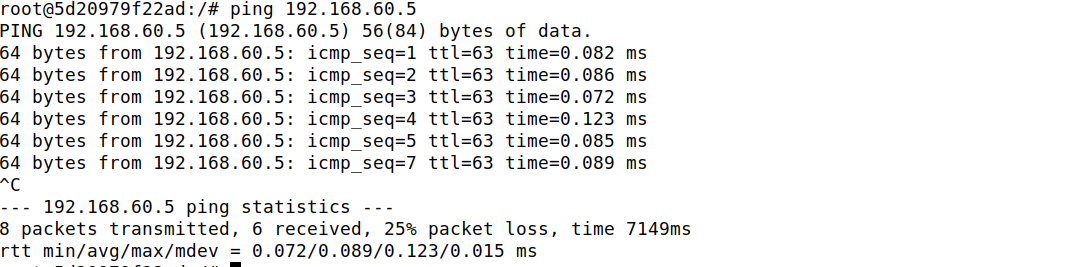 root@5d20979f22ad:/# ping 192.168.60.5
PING 192.168.60.5 (192.168.60.5) 56(84) bytes of data.
64 bytes from 192.168.60.5: icmp_seq=1 ttl=63 time=0.082 ms
64 bytes from 192.168.60.5: icmp_seq=2 ttl=63 time=0.086 ms
64 bytes from 192.168.60.5: icmp_seq=3 ttl=63 time=0.072 ms
64 bytes from 192.168.60.5: icmp_seq=4 ttl=63 time=0.123 ms
64 bytes from 192.168.60.5: icmp_seq=5 ttl=63 time=0.085 ms
64 bytes from 192.168.60.5: icmp_seq=7 ttl=63 time=0.089 ms
^C
--- 192.168.60.5 ping statistics ---
8 packets transmitted, 6 received, 25% packet loss, time 7149ms
rtt min/avg/max/mdev = 0.072/0.089/0.123/0.015 ms